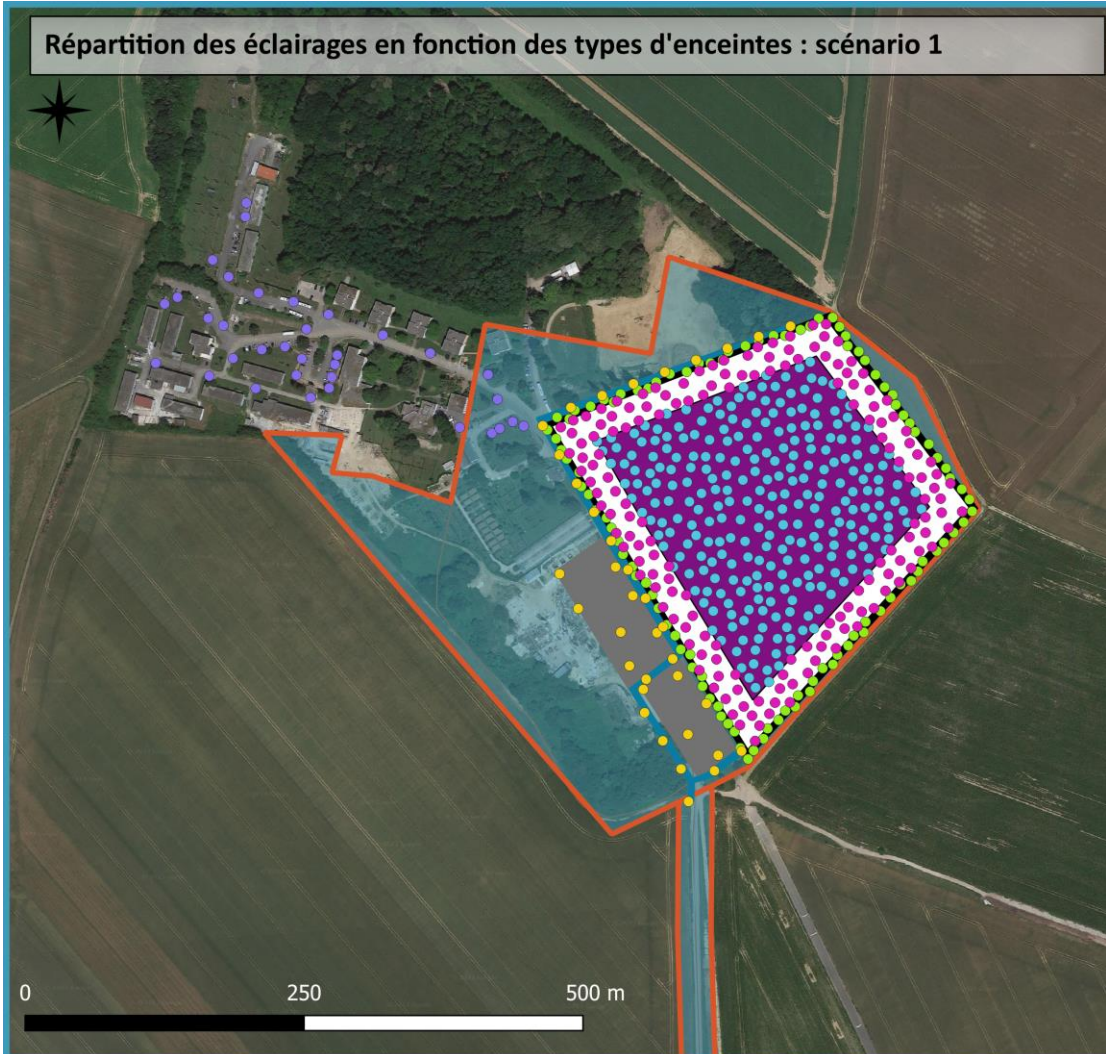 Répartition des éclairages en fonction des types d'enceintes : scénario 1
0 250 500 m